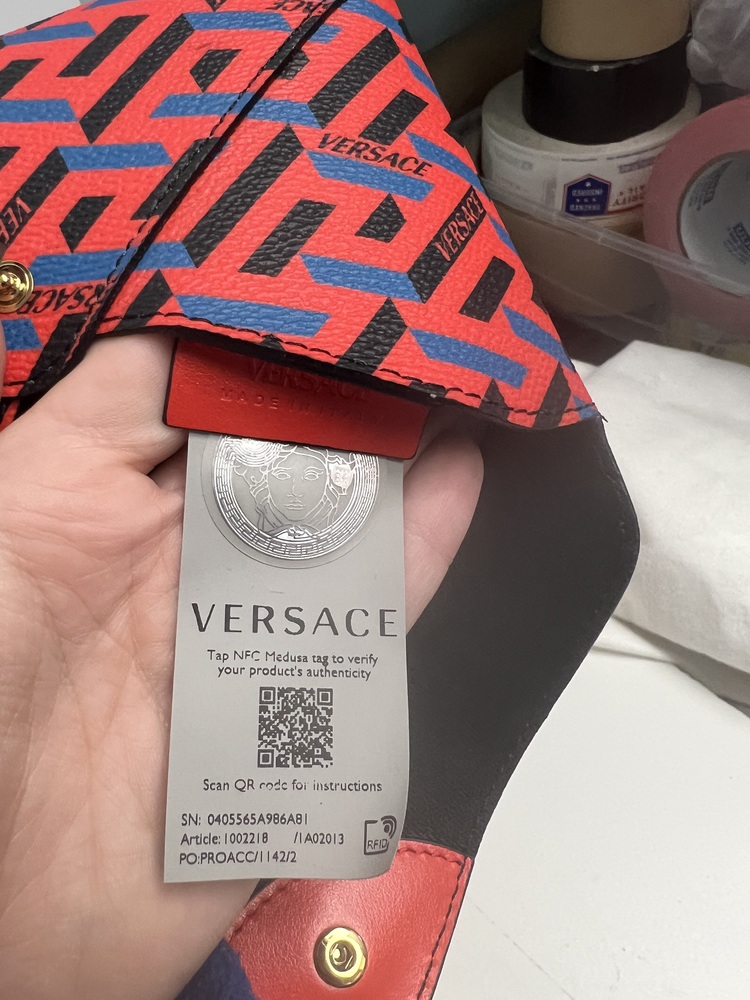 VERSACE
VERSACE
VERSACE
VERSACE
MADE IN ITALY
VERSACE
Tap NFC Medusa tag to verify
your product's authenticity
Scan QR code for instructions
SN: 0405565A986A81
Article: 1002218 /1A02013
PO:PROACC/1142/2
RFID